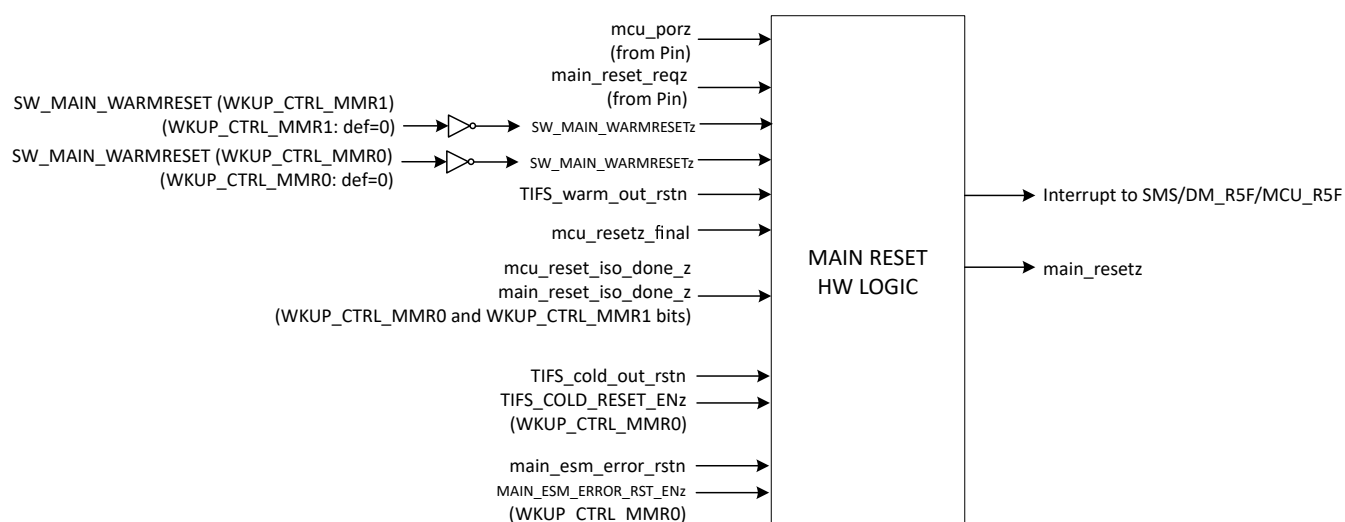 mcu_porz
(from Pin)
main_reset_reqz
(from Pin)
SW_MAIN_WARMRESET (WKUP_CTRL_MMR1)
(WKUP_CTRL_MMR1: def=0)
SW_MAIN_WARMRESETz
SW_MAIN_WARMRESET (WKUP_CTRL_MMR0)
(WKUP_CTRL_MMR0: def=0)
SW_MAIN_WARMRESETz
TIFS_warm_out_rstn
mcu_resetz_final
mcu_reset_iso_done_z
main_reset_iso_done_z
(WKUP_CTRL_MMR0 and WKUP_CTRL_MMR1 bits)
TIFS_cold_out_rstn
TIFS_COLD_RESET_ENz
(WKUP_CTRL_MMR0)
main_esm_error_rstn
MAIN_ESM_ERROR_RST_ENz
(WKUP_CTRL_MMR0)
MAIN RESET
HW LOGIC
Interrupt to SMS/DM_R5F/MCU_R5F
main_resetz